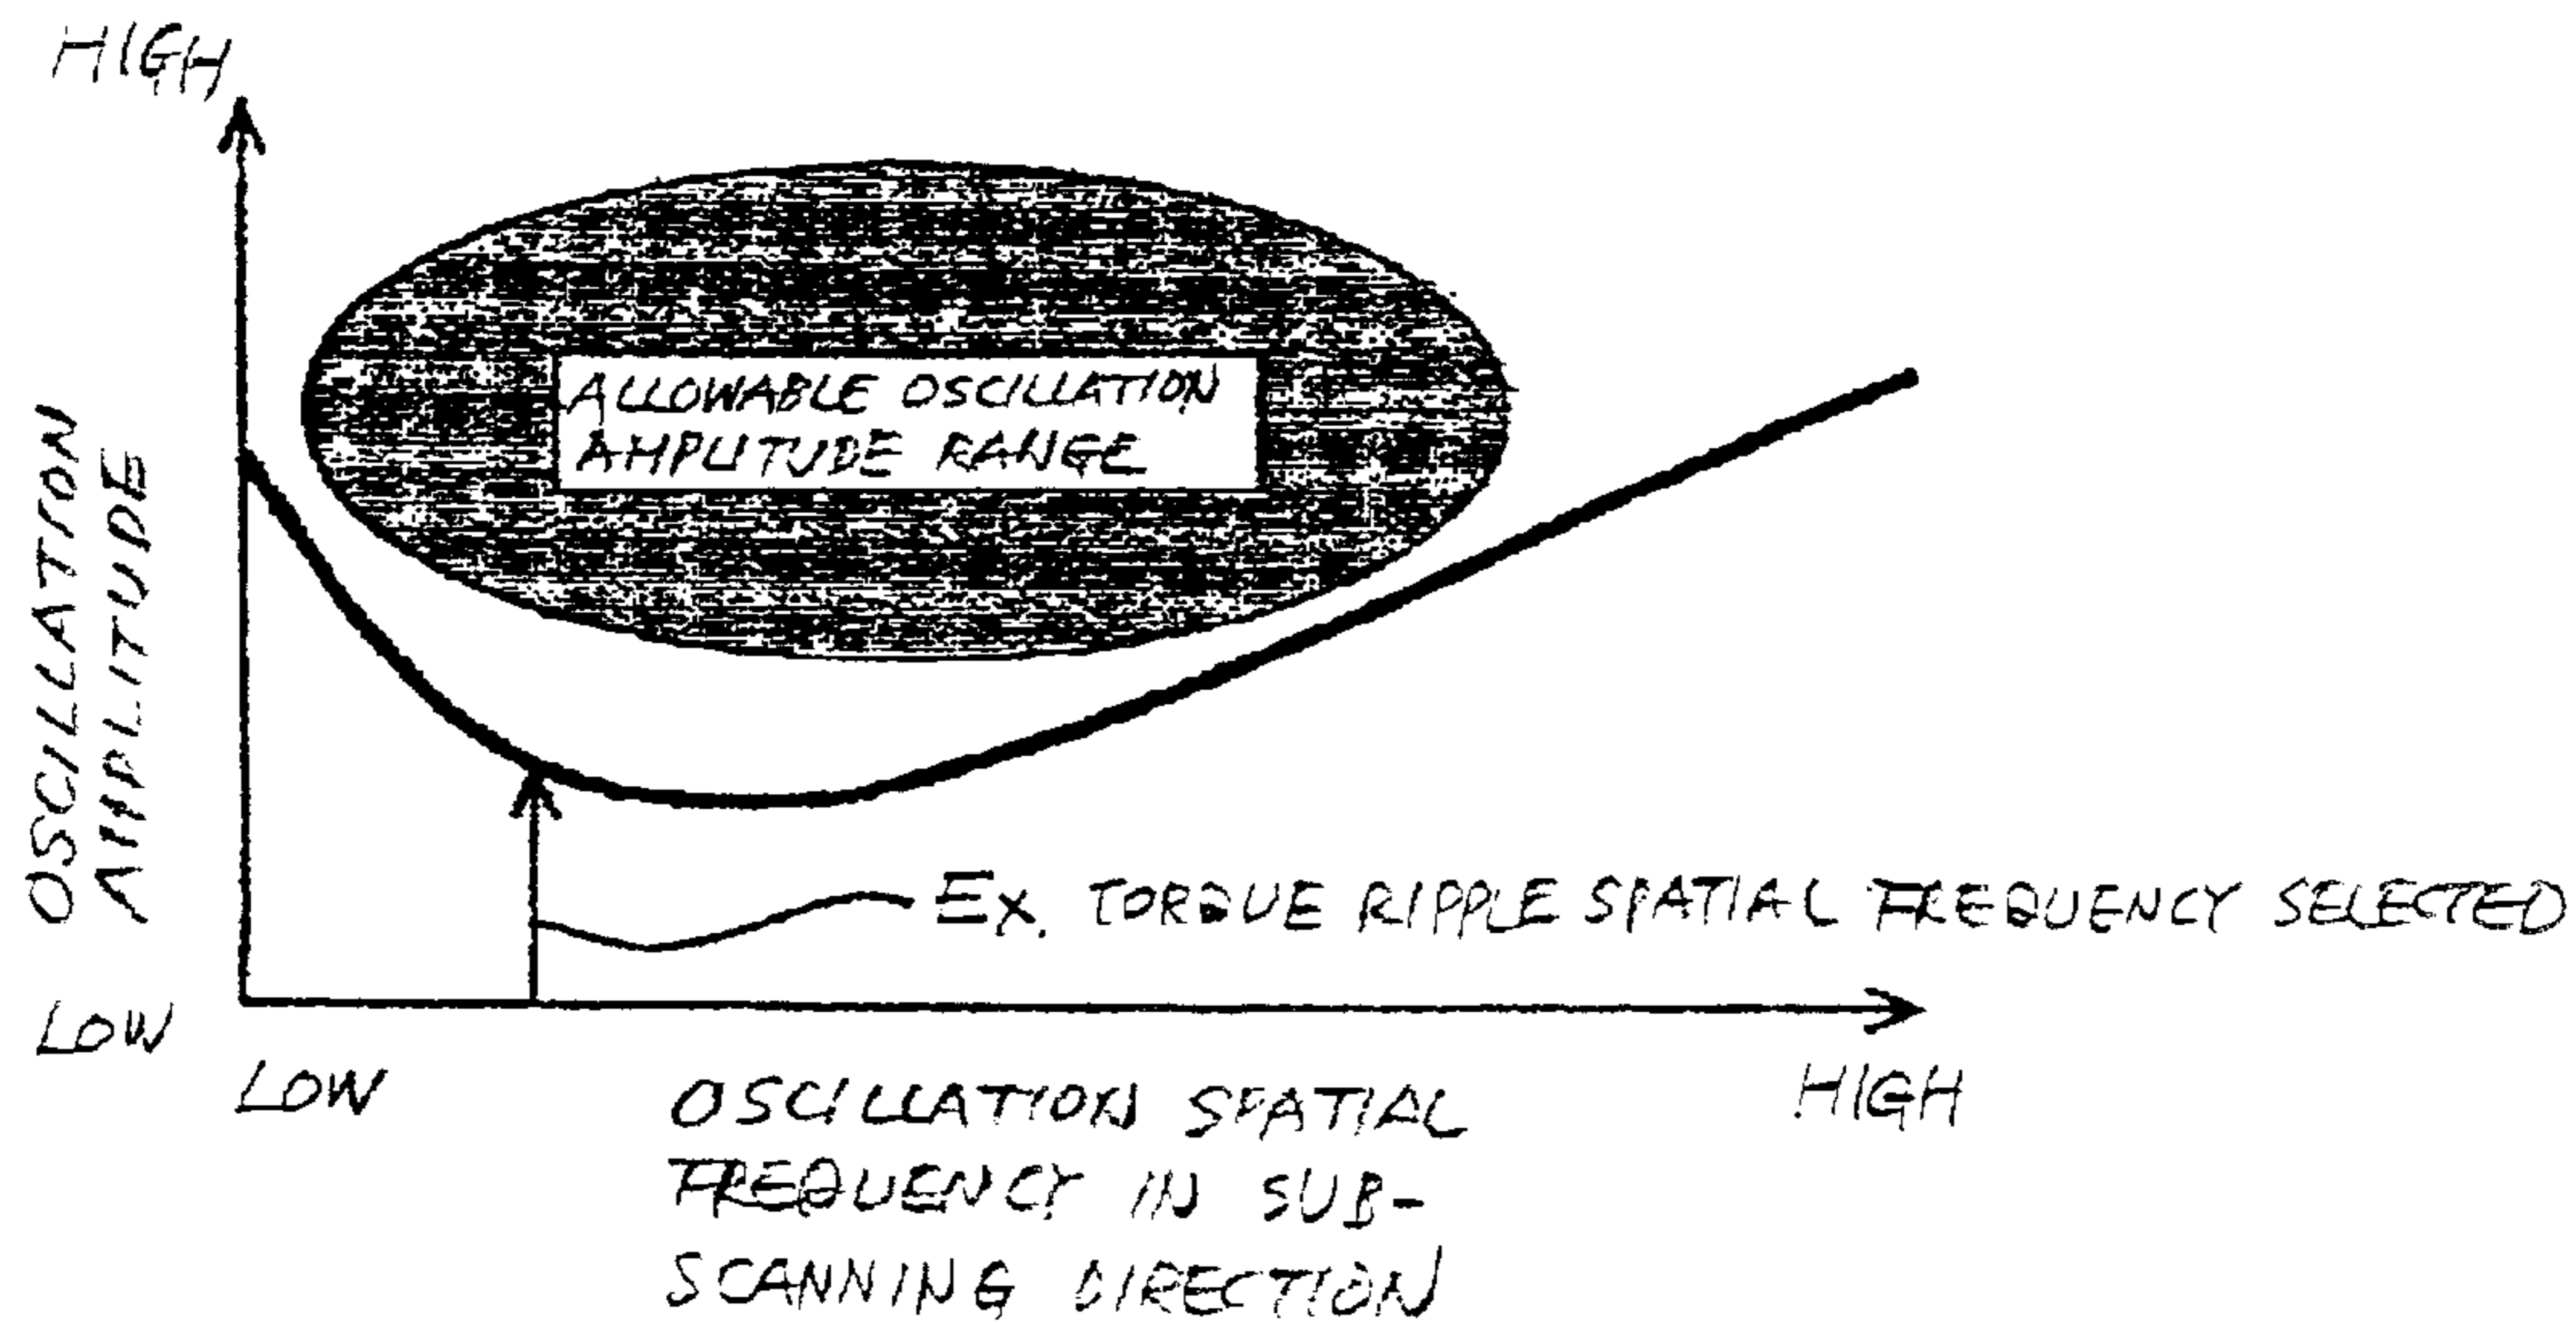 HIGH
OSCILLATION
AMPLITUDE
ALLOWABLE OSCILLATION
AMPLITUDE RANGE
Ex. TORQUE RIPPLE SPATIAL FREQUENCY SELECTED
LOW
LOW
HIGH
OSCILLATION SPATIAL
FREQUENCY IN SUB-
SCANNING DIRECTION